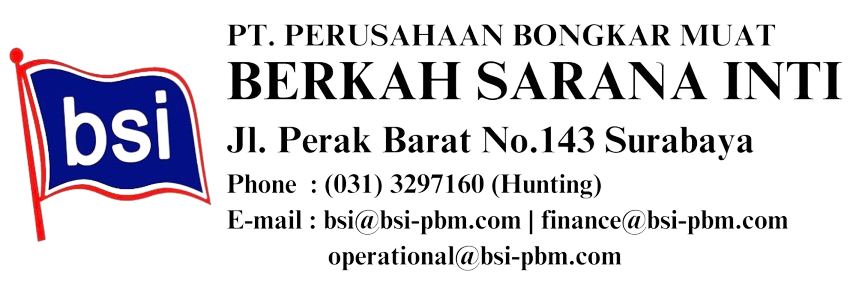 bsi
PT. PERUSAHAAN BONGKAR MUAT
BERKAH SARANA INTI
Jl. Perak Barat No.143 Surabaya
Phone : (031) 3297160 (Hunting)
E-mail : bsi@bsi-pbm.com | finance@bsi-pbm.com
operational@bsi-pbm.com